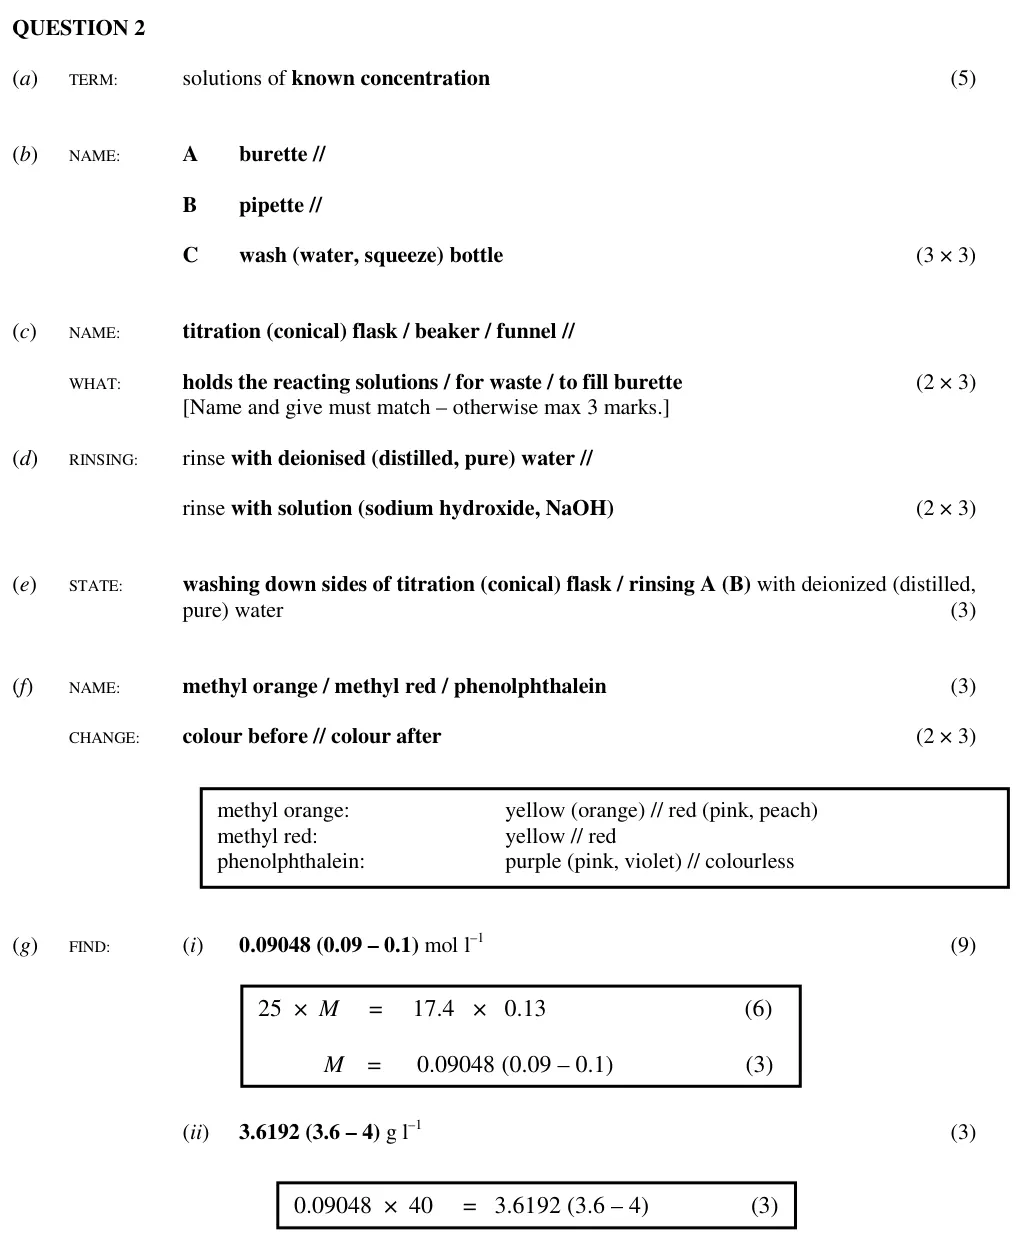 QUESTION 2
(a) TERM: solutions of known concentration (5)
(b) NAME: A burette //
B pipette //
C wash (water, squeeze) bottle (3 × 3)
(c) NAME: titration (conical) flask / beaker / funnel //
WHAT: holds the reacting solutions / for waste / to fill burette (2 × 3)
[Name and give must match – otherwise max 3 marks.]
(d) RINSING: rinse with deionised (distilled, pure) water //
rinse with solution (sodium hydroxide, NaOH) (2 × 3)
(e) STATE: washing down sides of titration (conical) flask / rinsing A (B) with deionized (distilled,
pure) water (3)
(f) NAME: methyl orange / methyl red / phenolphthalein (3)
CHANGE: colour before // colour after (2 × 3)
methyl orange: yellow (orange) // red (pink, peach)
methyl red: yellow // red
phenolphthalein: purple (pink, violet) // colourless
(g) FIND: (i) 0.09048 (0.09 – 0.1) mol l⁻¹ (9)
25 × M = 17.4 × 0.13 (6)
M = 0.09048 (0.09 – 0.1) (3)
(ii) 3.6192 (3.6 – 4) g l⁻¹ (3)
0.09048 × 40 = 3.6192 (3.6 – 4) (3)